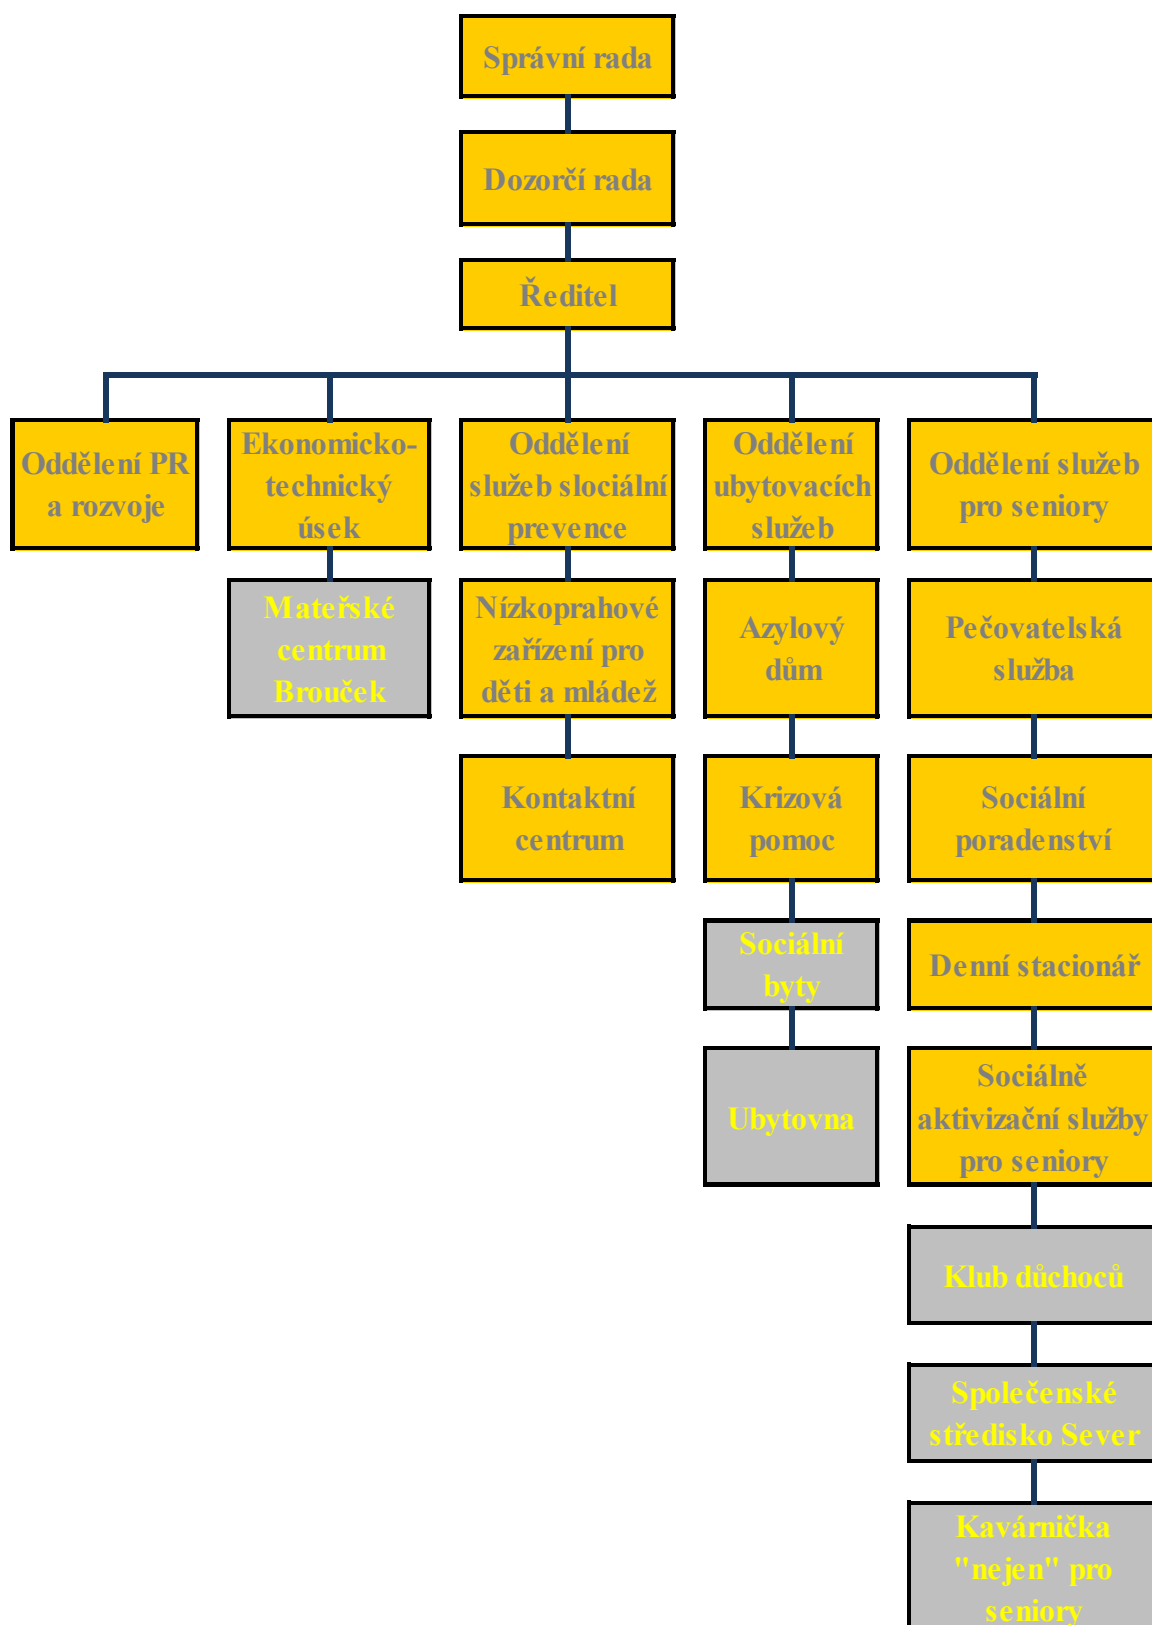 Správní rada
Dozorčí rada
Ředitel
Oddělení PR
a rozvoje
Ekonomicko-
technický
úsek
Oddělení
služeb slociální
prevence
Oddělení
ubytovacích
služeb
Oddělení služeb
pro seniory
Mateřské
centrum
Brouček
Nízkoprahové
zařízení pro
děti a mládež
Azylový
dům
Pečovatelská
služba
Kontaktní
centrum
Krizová
pomoc
Sociální
poradenství
Sociální
byty
Denní stacionář
Ubytovna
Sociálně
aktivizační služby
pro seniory
Klub důchoců
Společenské
středisko Sever
Kavárnička
"nejen" pro
seniory